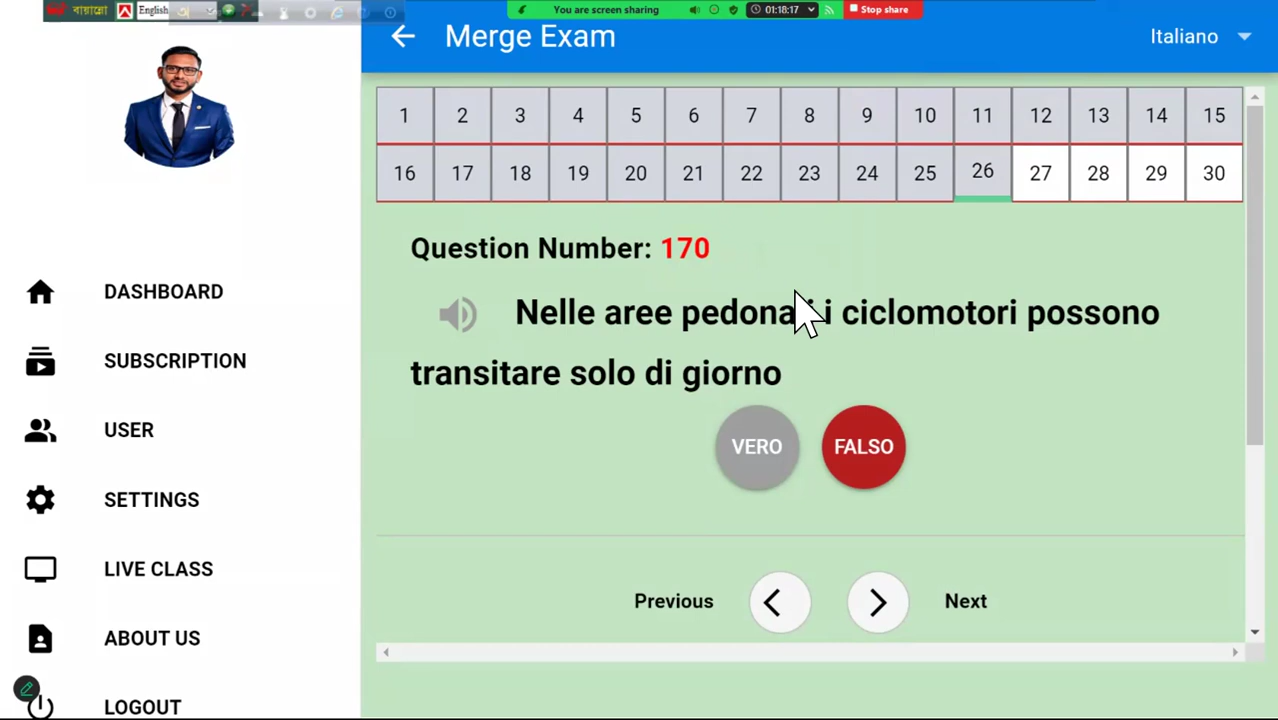 বায়ান্নো English
You are screen sharing 01:18:17 Stop share
Merge Exam
Italiano
1 2 3 4 5 6 7 8 9 10 11 12 13 14 15
16 17 18 19 20 21 22 23 24 25 26 27 28 29 30
Question Number: 170
Nelle aree pedonali i ciclomotori possono
transitare solo di giorno
VERO FALSO
Previous Next
DASHBOARD
SUBSCRIPTION
USER
SETTINGS
LIVE CLASS
ABOUT US
LOGOUT